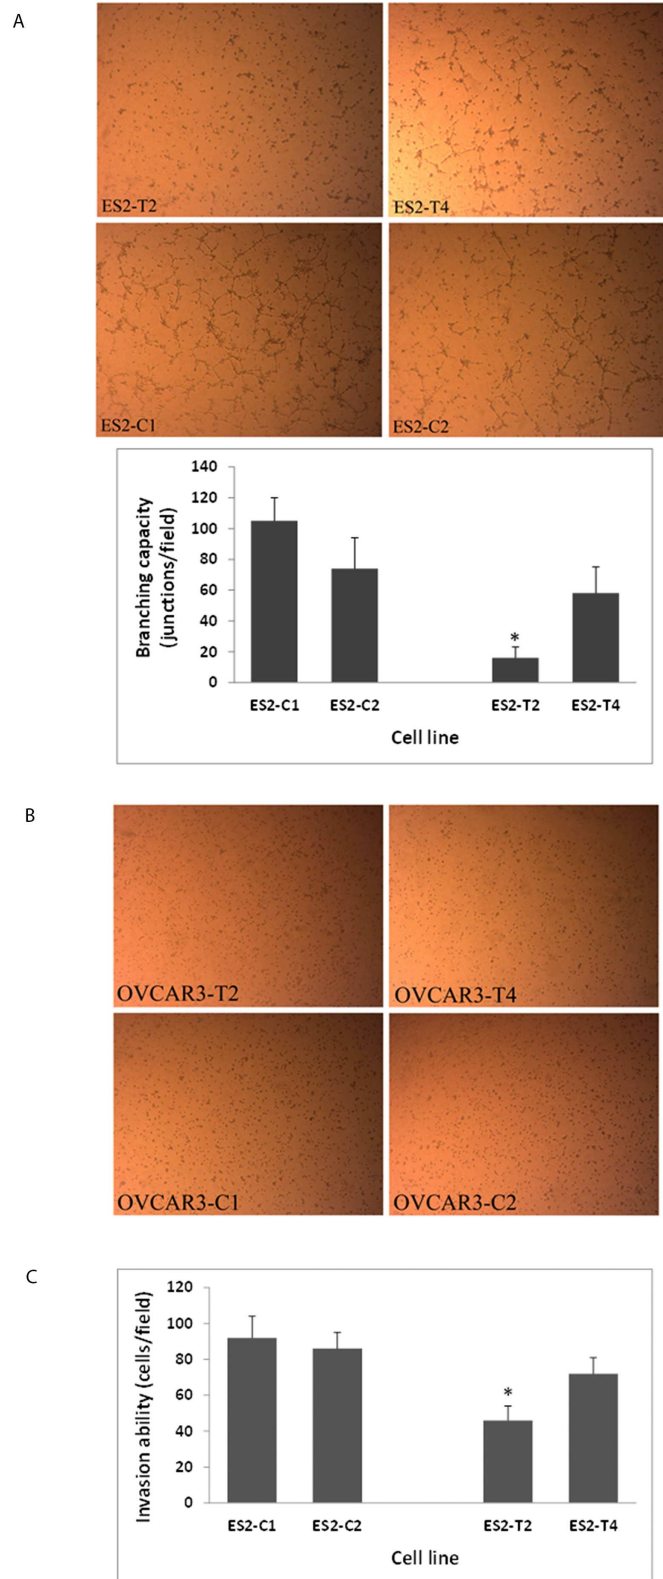 A
ES2-T2
ES2-T4
ES2-C1
ES2-C2
Branching capacity
(junctions/field)
140
120
100
80
60
40
20
0
*
ES2-C1 ES2-C2 ES2-T2 ES2-T4
Cell line
B
OVCAR3-T2
OVCAR3-T4
OVCAR3-C1
OVCAR3-C2
C
Invasion ability (cells/field)
120
100
80
60
40
20
0
*
ES2-C1 ES2-C2 ES2-T2 ES2-T4
Cell line